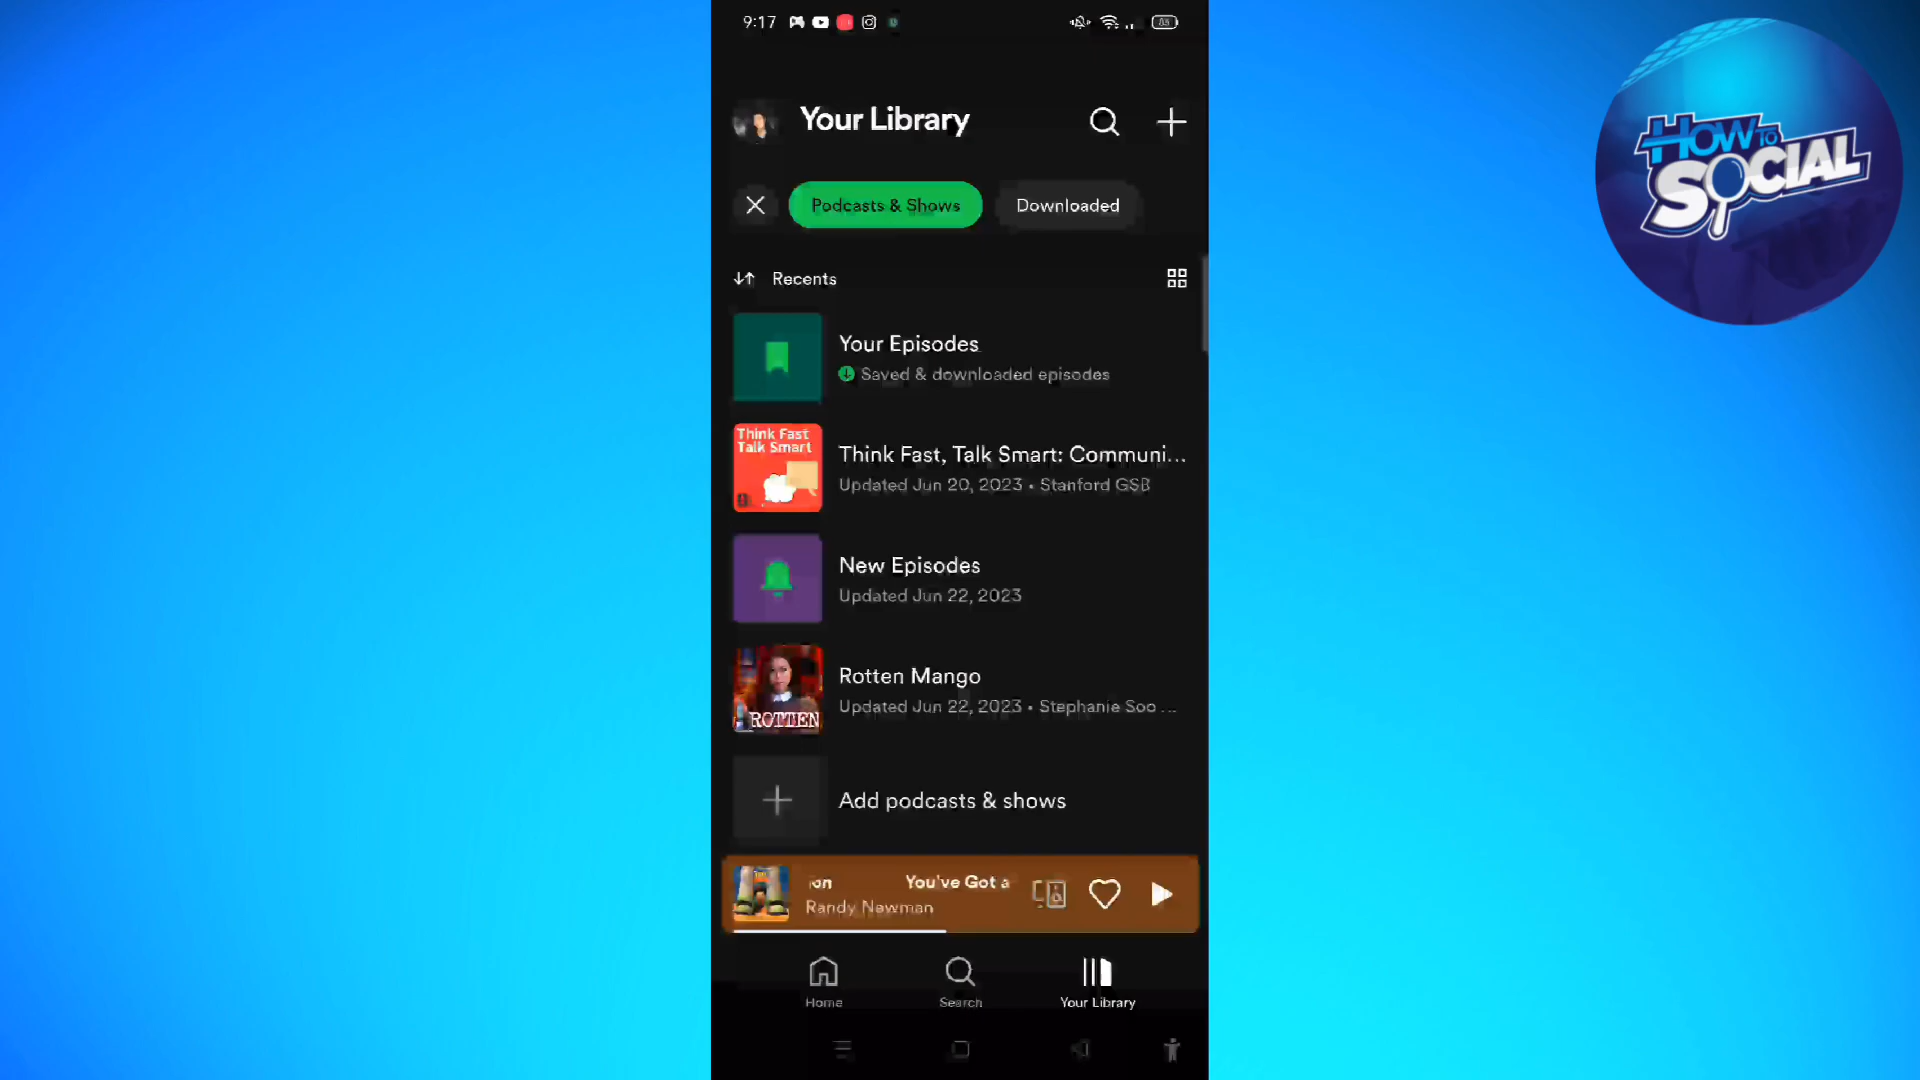 9:17
85
Your Library
Podcasts & Shows
Downloaded
Recents
Your Episodes
Saved & downloaded episodes
Think Fast
Talk Smart
Think Fast, Talk Smart: Communi...
Updated Jun 20, 2023 • Stanford GSB
New Episodes
Updated Jun 22, 2023
ROTTEN
Rotten Mango
Updated Jun 22, 2023 • Stephanie Soo ...
Add podcasts & shows
on You've Got a
Randy Newman
Home
Search
Your Library
HOW TO
SOCIAL